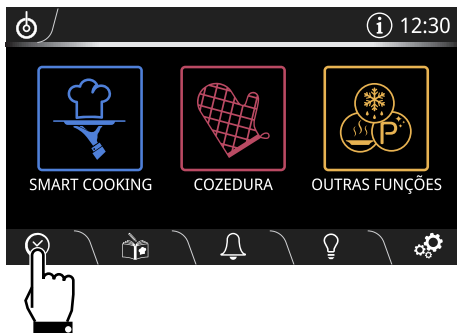 12:30
SMART COOKING
COZEDURA
OUTRAS FUNÇÕES
P